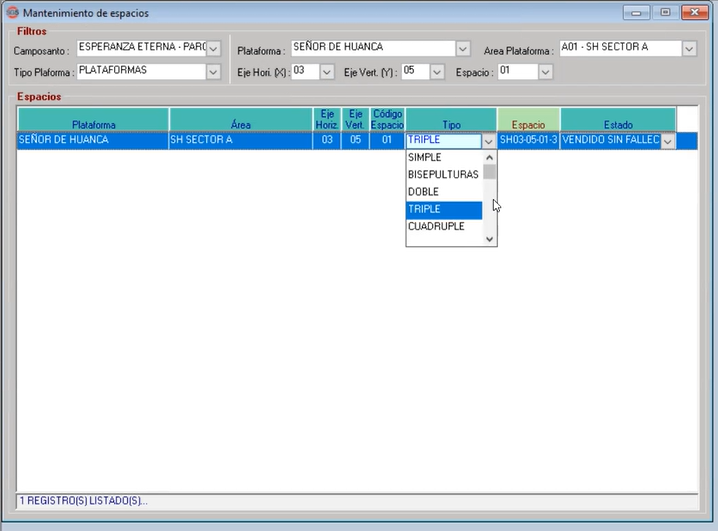 Mantenimiento de espacios
Filtros
Camposanto : ESPERANZA ETERNA - PARQ Plataforma : SEÑOR DE HUANCA Area Plataforma : A01 - SH SECTOR A
Tipo Plaforma : PLATAFORMAS Eje Hori. (X) : 03 Eje Vert. (Y) : 05 Espacio : 01
Espacios
Plataforma Área Eje Horiz. Eje Vert. Código Espacio Tipo Espacio Estado
SEÑOR DE HUANCA SH SECTOR A 03 05 01 TRIPLE SH03-05-01-3 VENDIDO SIN FALLEC
SIMPLE
BISEPULTURAS
DOBLE
TRIPLE
CUADRUPLE
1 REGISTRO(S) LISTADO(S)...